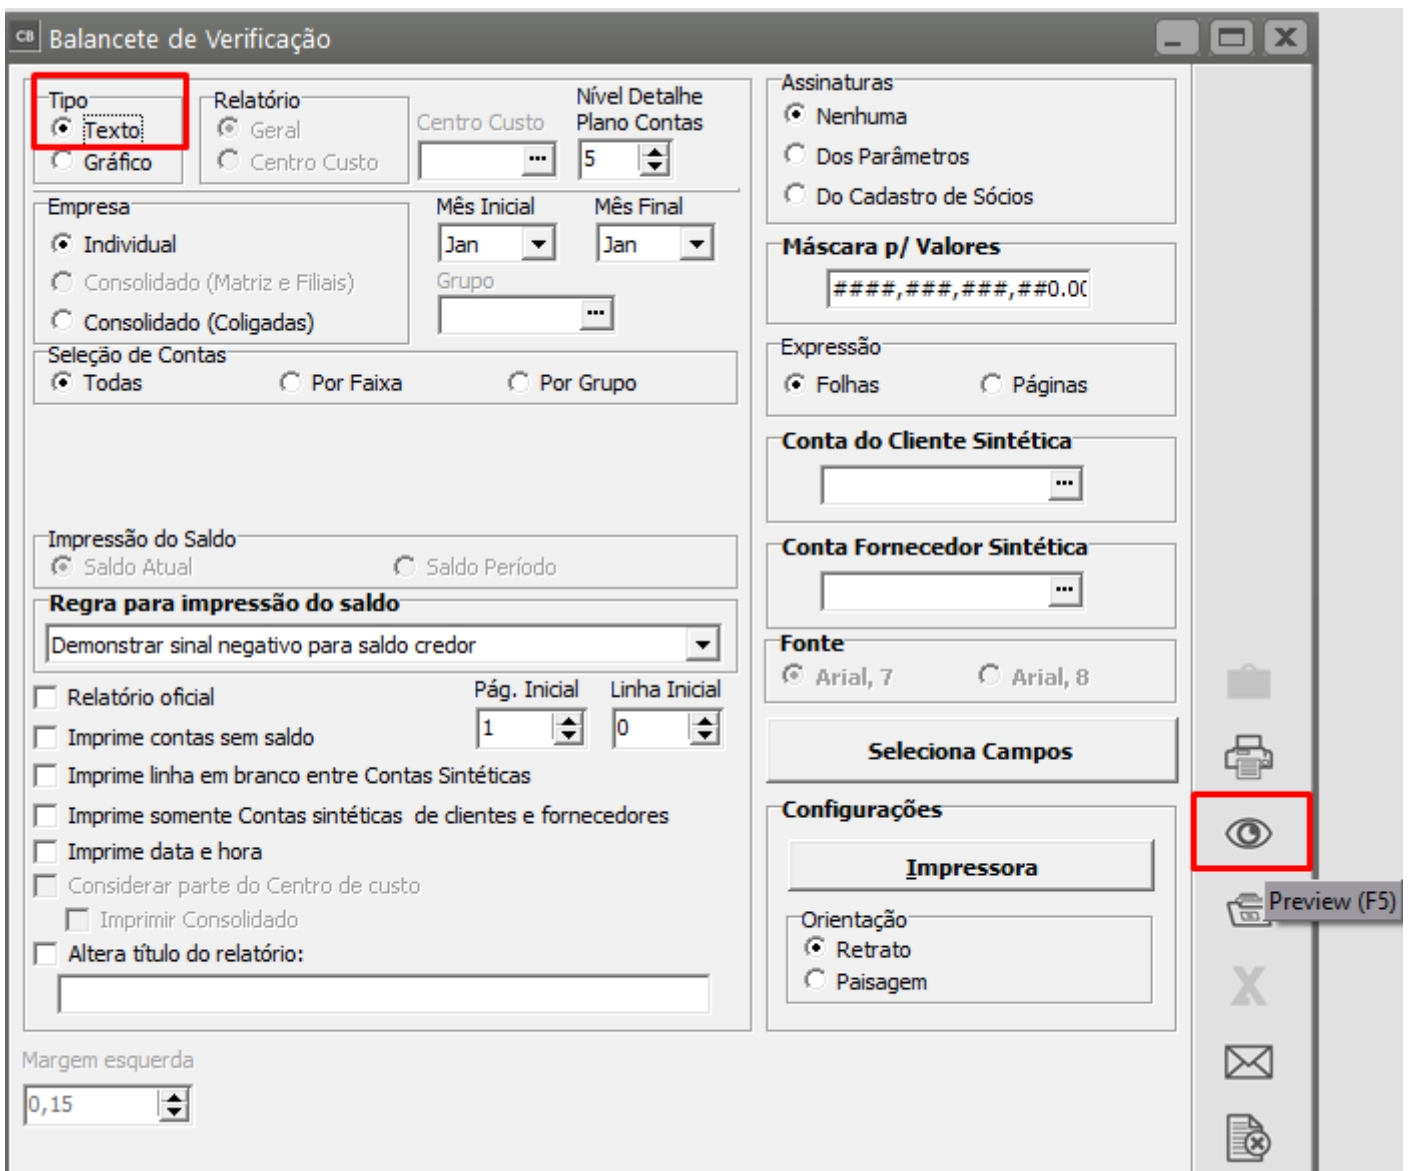 CB Balancete de Verificação
Tipo
Texto
Gráfico
Relatório
Geral
Centro Custo
Centro Custo
...
Nível Detalhe
Plano Contas
5
Empresa
Individual
Consolidado (Matriz e Filiais)
Consolidado (Coligadas)
Mês Inicial
Jan
Mês Final
Jan
Grupo
...
Seleção de Contas
Todas Por Faixa Por Grupo
Impressão do Saldo
Saldo Atual Saldo Período
Regra para impressão do saldo
Demonstrar sinal negativo para saldo credor
Relatório oficial
Pág. Inicial
1
Linha Inicial
0
Imprime contas sem saldo
Imprime linha em branco entre Contas Sintéticas
Imprime somente Contas sintéticas de clientes e fornecedores
Imprime data e hora
Considerar parte do Centro de custo
Imprimir Consolidado
Altera título do relatório:
Margem esquerda
0,15
Assinaturas
Nenhuma
Dos Parâmetros
Do Cadastro de Sócios
Máscara p/ Valores
####,###,###,##0.00
Expressão
Folhas Páginas
Conta do Cliente Sintética
...
Conta Fornecedor Sintética
...
Fonte
Arial, 7 Arial, 8
Seleciona Campos
Configurações
Impressora
Orientação
Retrato
Paisagem
Preview (F5)